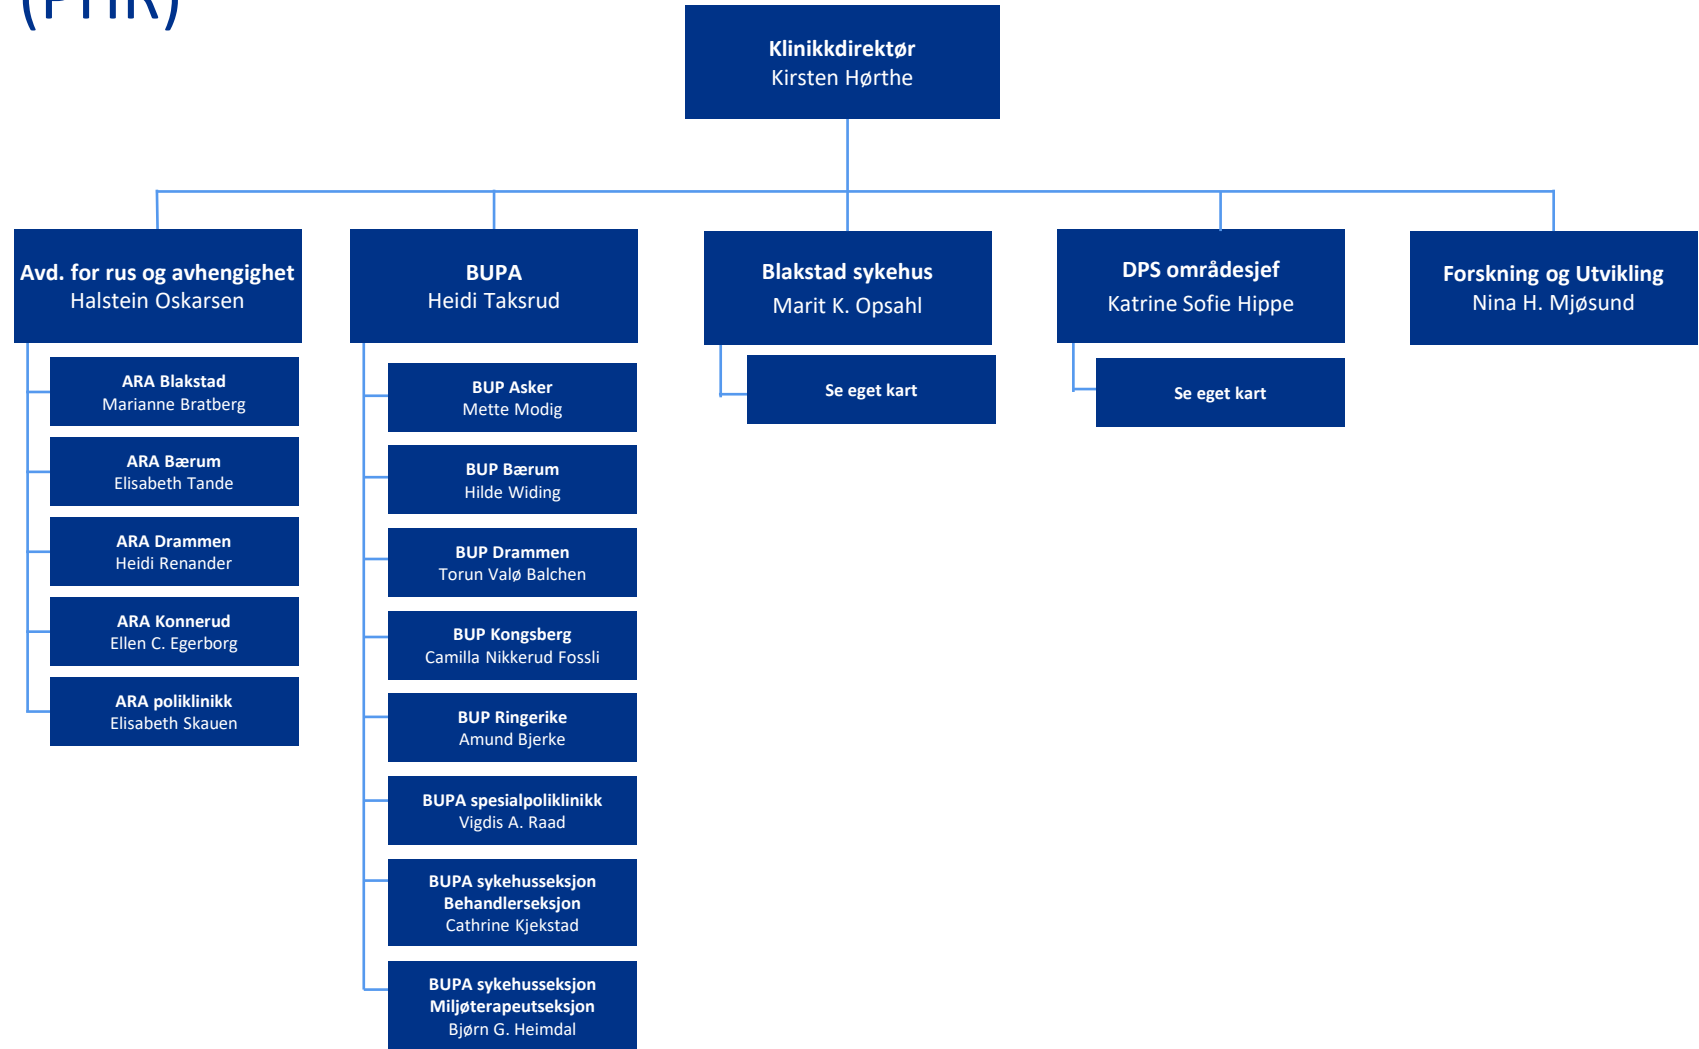 (PHR)
Klinikkdirektør
Kirsten Hørthe
Avd. for rus og avhengighet
Halstein Oskarsen
BUPA
Heidi Taksrud
Blakstad sykehus
Marit K. Opsahl
DPS områdesjef
Katrine Sofie Hippe
Forskning og Utvikling
Nina H. Mjøsund
ARA Blakstad
Marianne Bratberg
ARA Bærum
Elisabeth Tande
ARA Drammen
Heidi Renander
ARA Konnerud
Ellen C. Egerborg
ARA poliklinikk
Elisabeth Skauen
BUP Asker
Mette Modig
BUP Bærum
Hilde Widing
BUP Drammen
Torun Valø Balchen
BUP Kongsberg
Camilla Nikkerud Fossli
BUP Ringerike
Amund Bjerke
BUPA spesialpoliklinikk
Vigdis A. Raad
BUPA sykehusseksjon
Behandlerseksjon
Cathrine Kjekstad
BUPA sykehusseksjon
Miljøterapeutseksjon
Bjørn G. Heimdal
Se eget kart
Se eget kart